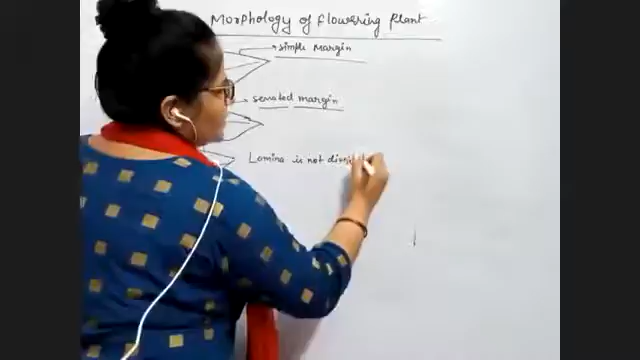 Morphology of flowering Plant
simple Margin
serrated margin
Lamina is not